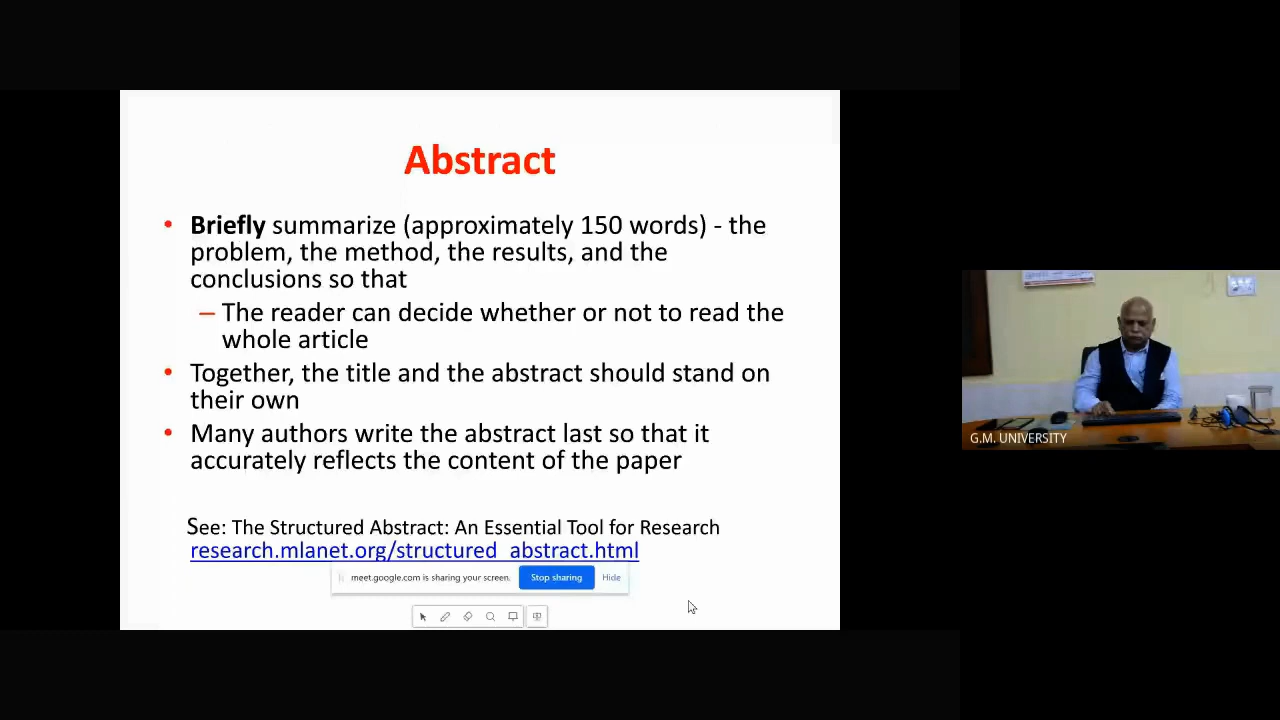 Abstract
• Briefly summarize (approximately 150 words) - the
problem, the method, the results, and the
conclusions so that
– The reader can decide whether or not to read the
whole article
• Together, the title and the abstract should stand on
their own
• Many authors write the abstract last so that it
accurately reflects the content of the paper
See: The Structured Abstract: An Essential Tool for Research
research.mlanet.org/structured_abstract.html
meet.google.com is sharing your screen. Stop sharing Hide
G.M. UNIVERSITY